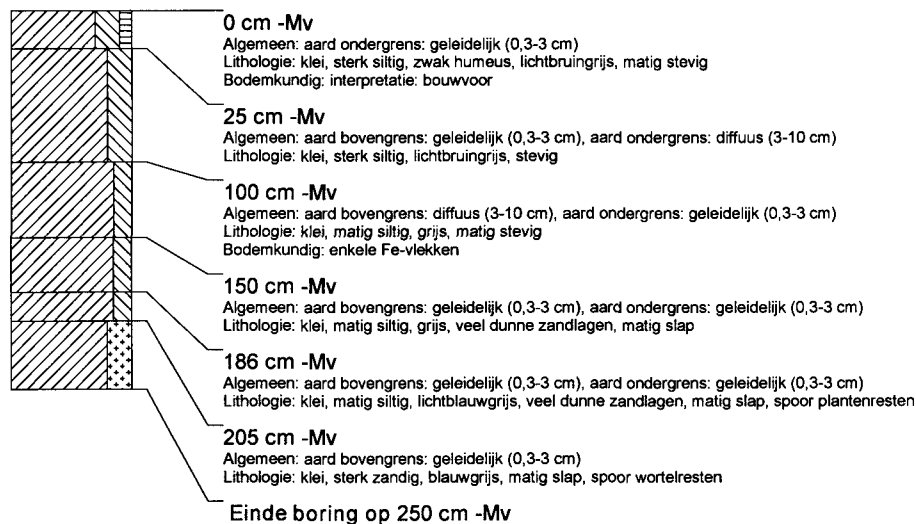 0 cm -Mv
Algemeen: aard ondergrens: geleidelijk (0,3-3 cm)
Lithologie: klei, sterk siltig, zwak humeus, lichtbruingrijs, matig stevig
Bodemkundig: interpretatie: bouwvoor
25 cm -Mv
Algemeen: aard bovengrens: geleidelijk (0,3-3 cm), aard ondergrens: diffuus (3-10 cm)
Lithologie: klei, sterk siltig, lichtbruingrijs, stevig
100 cm -Mv
Algemeen: aard bovengrens: diffuus (3-10 cm), aard ondergrens: geleidelijk (0,3-3 cm)
Lithologie: klei, matig siltig, grijs, matig stevig
Bodemkundig: enkele Fe-vlekken
150 cm -Mv
Algemeen: aard bovengrens: geleidelijk (0,3-3 cm), aard ondergrens: geleidelijk (0,3-3 cm)
Lithologie: klei, matig siltig, grijs, veel dunne zandlagen, matig slap
186 cm -Mv
Algemeen: aard bovengrens: geleidelijk (0,3-3 cm), aard ondergrens: geleidelijk (0,3-3 cm)
Lithologie: klei, matig siltig, lichtblauwgrijs, veel dunne zandlagen, matig slap, spoor plantenresten
205 cm -Mv
Algemeen: aard bovengrens: geleidelijk (0,3-3 cm)
Lithologie: klei, sterk zandig, blauwgrijs, matig slap, spoor wortelresten
Einde boring op 250 cm -Mv